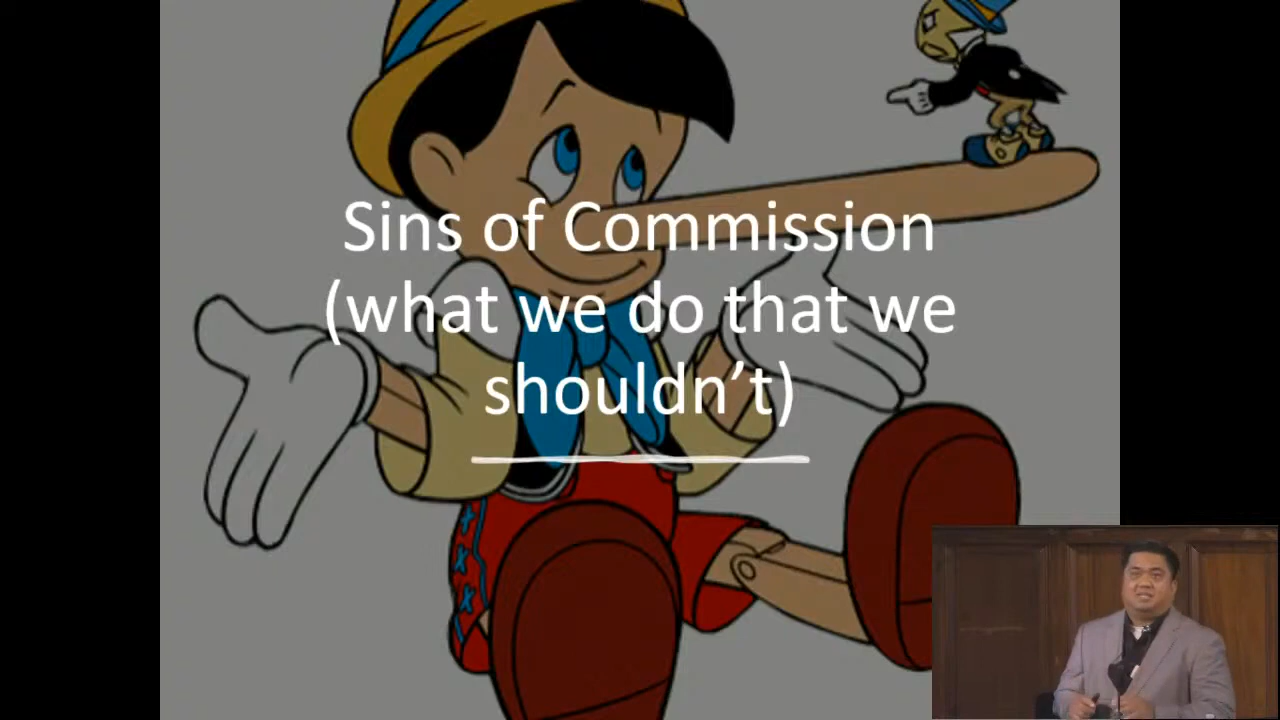 Sins of Commission
(what we do that we
shouldn’t)